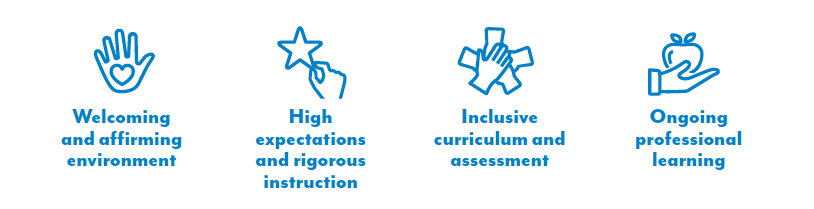 Welcoming
and affirming
environment
High
expectations
and rigorous
instruction
Inclusive
curriculum and
assessment
Ongoing
professional
learning